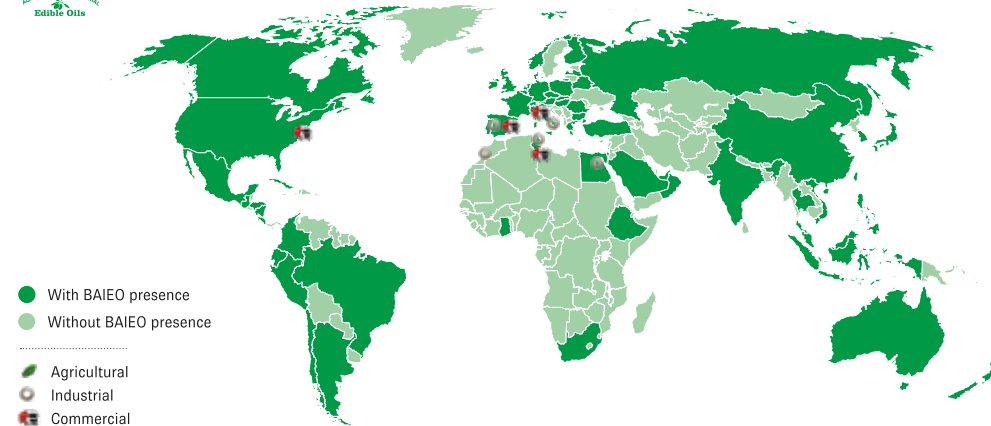 Edible Oils
With BAIEO presence
Without BAIEO presence
Agricultural
Industrial
Commercial